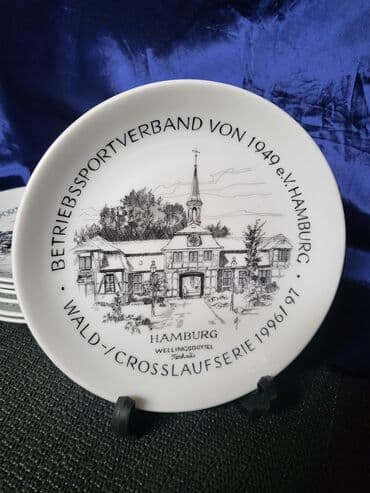 BETRIEBSSPORTVERBAND VON 1949 e.V. HAMBURG
HAMBURG
WELLINGSBÜTTEL
Torhaus
· WALD-/CROSSLAUFSERIE 1996/97 ·